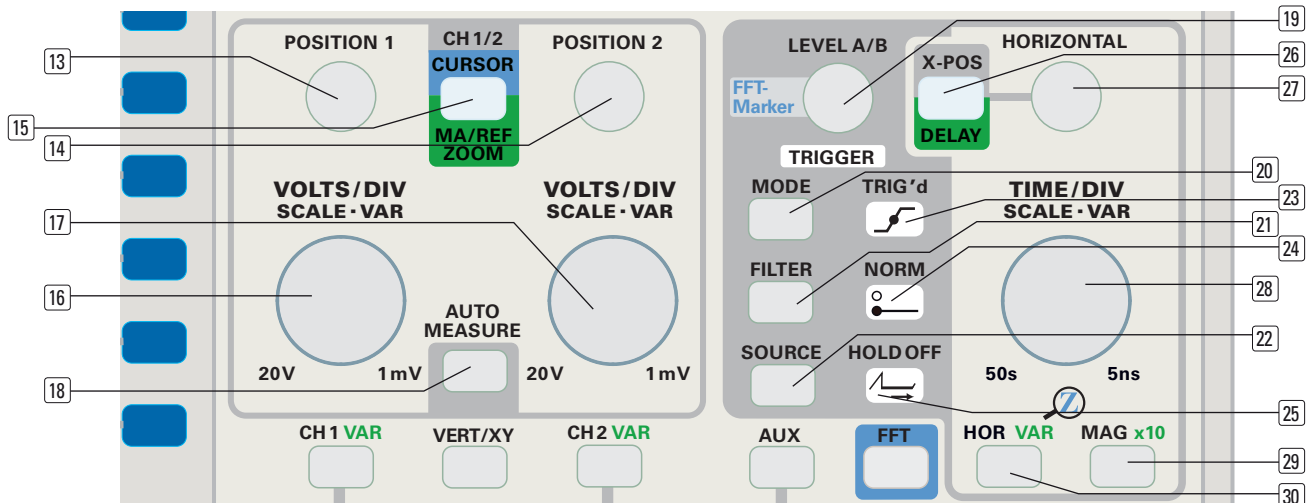 POSITION 1
CH 1/2
CURSOR
MA/REF
ZOOM
POSITION 2
LEVEL A/B
FFT-
Marker
X-POS
DELAY
HORIZONTAL
TRIGGER
MODE
TRIG'd
FILTER
NORM
SOURCE
HOLD OFF
VOLTS / DIV
SCALE · VAR
VOLTS / DIV
SCALE · VAR
TIME / DIV
SCALE · VAR
AUTO
MEASURE
20 V
1 mV
20 V
1 mV
50s
5ns
Z
CH 1 VAR
VERT/XY
CH 2 VAR
AUX
FFT
HOR VAR
MAG x10
13
15
14
17
16
18
19
26
27
20
23
21
24
28
22
25
29
30